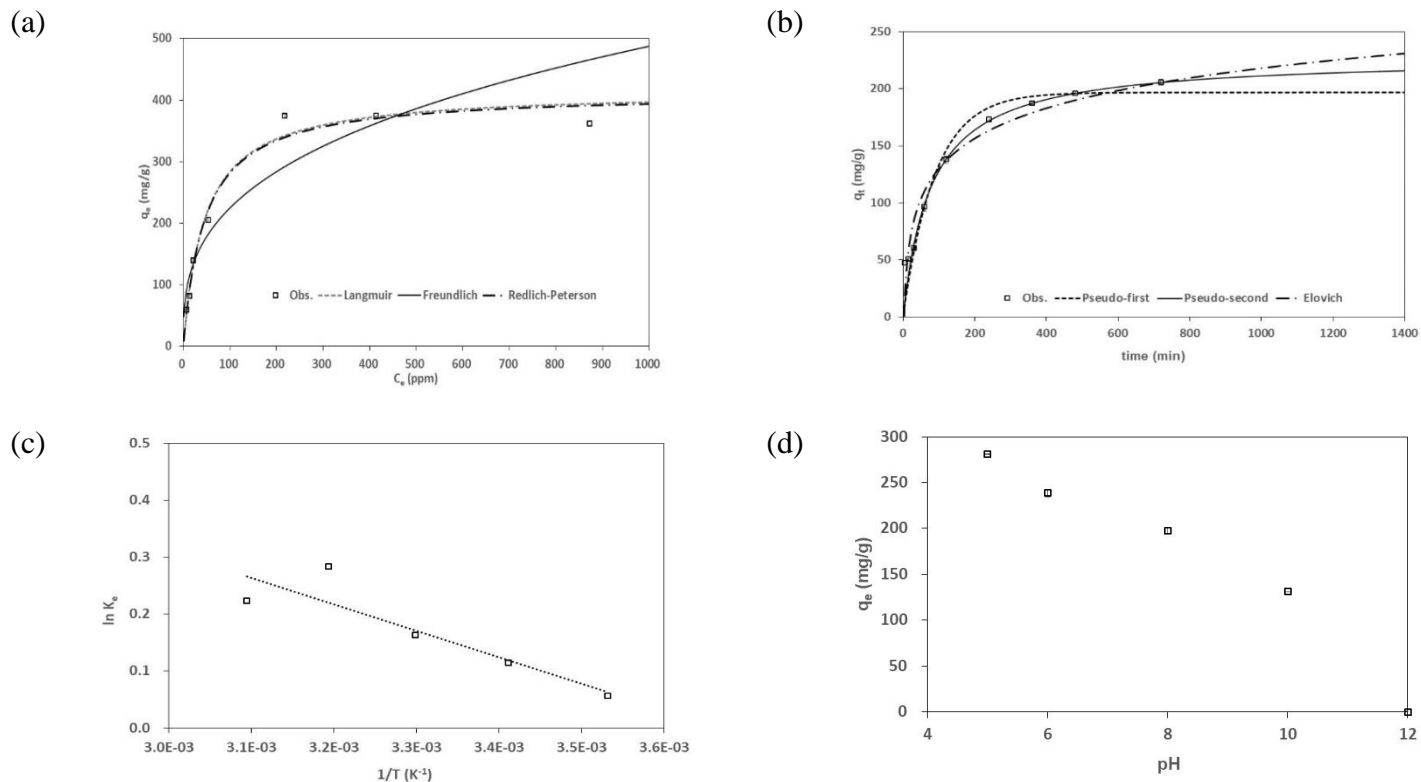 (a)
500
400
300
200
100
0
qe (mg/g)
Obs. Langmuir Freundlich Redlich-Peterson
0 100 200 300 400 500 600 700 800 900 1000
Ce (ppm)
(b)
250
200
150
100
50
0
qt (mg/g)
Obs. Pseudo-first Pseudo-second Elovich
0 200 400 600 800 1000 1200 1400
time (min)
(c)
0.5
0.4
0.3
0.2
0.1
0.0
ln Ke
3.0E-03 3.1E-03 3.2E-03 3.3E-03 3.4E-03 3.5E-03 3.6E-03
1/T (K-1)
(d)
300
250
200
150
100
50
0
qe (mg/g)
4 6 8 10 12
pH